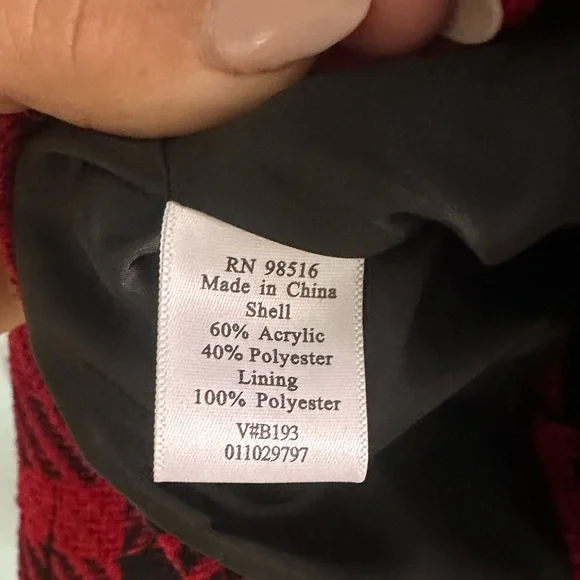 RN 98516
Made in China
Shell
60% Acrylic
40% Polyester
Lining
100% Polyester
V#B193
011029797